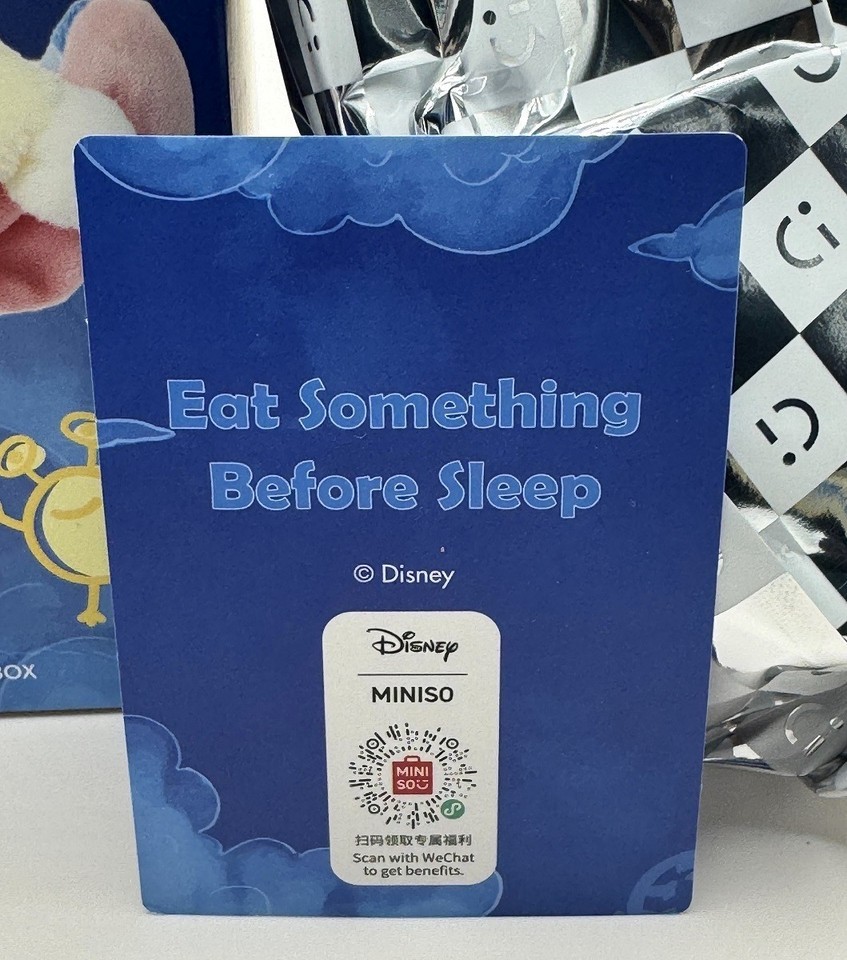 Eat Something
Before Sleep
© Disney
Disney
MINISO
MINI
SO
扫码领取专属福利
Scan with WeChat
to get benefits.
BOX